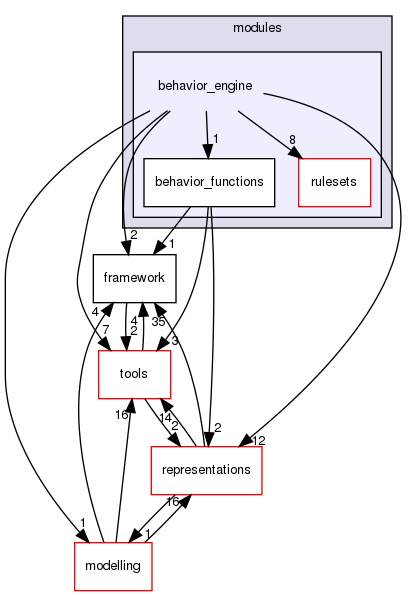 modules
behavior_engine
1
8
behavior_functions
rulesets
2
1
framework
4
35
7
4
2
3
tools
16
14
2
2
12
representations
16
1
1
modelling